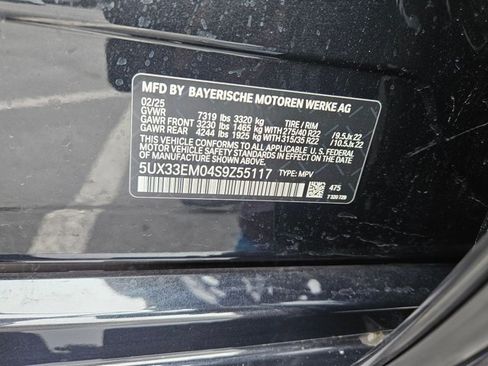 MFD BY BAYERISCHE MOTOREN WERKE AG
02/25
GVWR 7319 lbs 3320 kg TIRE / RIM
GAWR FRONT 3230 lbs 1465 kg WITH 275/40 R22 /9.5Jx22
GAWR REAR 4244 lbs 1925 kg WITH 315/35 R22 /10.5Jx22
THIS VEHICLE CONFORMS TO ALL APPLICABLE U.S. FEDERAL
MOTOR VEHICLE SAFETY AND THEFT PREVENTION STANDARDS
IN EFFECT ON THE DATE OF MANUFACTURE SHOWN ABOVE.
5UX33EM04S9Z55117 TYPE: MPV
475